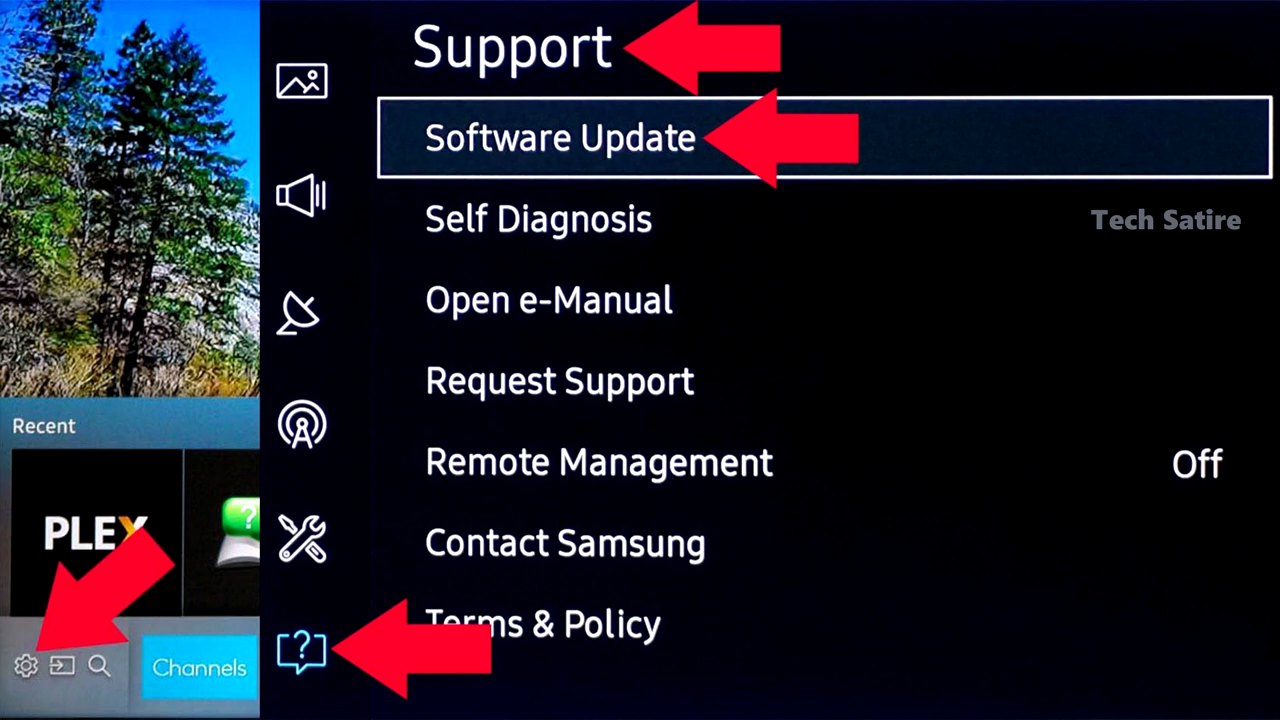 Support
Software Update
Self Diagnosis
Tech Satire
Open e-Manual
Request Support
Remote Management Off
Contact Samsung
Terms & Policy
Recent
PLEX
?
Channels
?